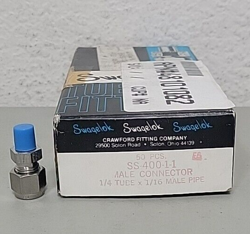 Swagelok Swagelok Swagelok
CRAWFORD FITTING COMPANY
29500 Solon Road • Solon, Ohio 44139
50 PCS.
SS-400-1-1
MALE CONNECTOR
1/4 TUBE x 1/16 MALE PIPE